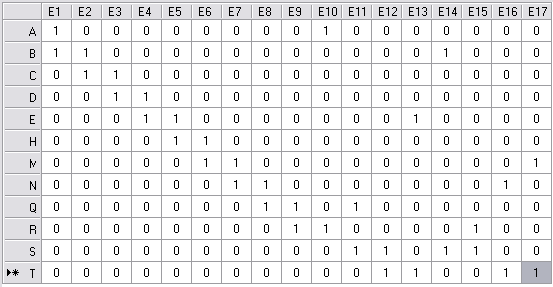 E1 E2 E3 E4 E5 E6 E7 E8 E9 E10 E11 E12 E13 E14 E15 E16 E17
A 1 0 0 0 0 0 0 0 0 1 0 0 0 0 0 0 0
B 1 1 0 0 0 0 0 0 0 0 0 0 0 1 0 0 0
C 0 1 1 0 0 0 0 0 0 0 0 0 0 0 0 0 0
D 0 0 1 1 0 0 0 0 0 0 0 0 0 0 0 0 0
E 0 0 0 1 1 0 0 0 0 0 0 0 1 0 0 0 0
H 0 0 0 0 1 1 0 0 0 0 0 0 0 0 0 0 0
M 0 0 0 0 0 1 1 0 0 0 0 0 0 0 0 0 1
N 0 0 0 0 0 0 1 1 0 0 0 0 0 0 0 1 0
Q 0 0 0 0 0 0 0 1 1 0 1 0 0 0 0 0 0
R 0 0 0 0 0 0 0 0 1 1 0 0 0 0 1 0 0
S 0 0 0 0 0 0 0 0 0 0 1 1 0 1 1 0 0
T 0 0 0 0 0 0 0 0 0 0 0 1 1 0 0 1 1